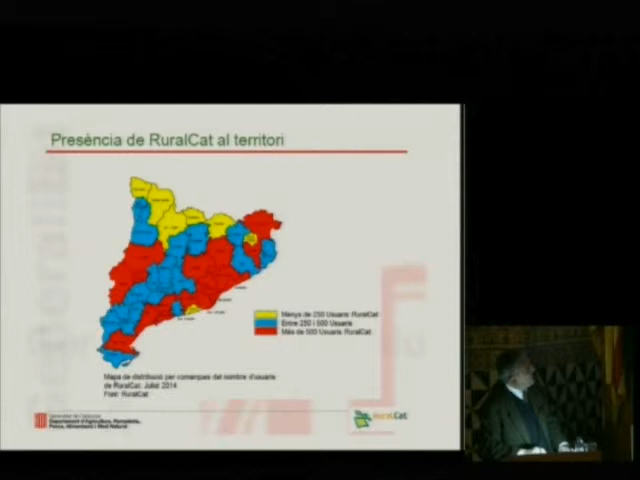 Presència de RuralCat al territori
Menys de 250 Usuaris RuralCat
Entre 250 i 500 Usuaris
Més de 500 Usuaris RuralCat
Mapa de distribució per comarques del nombre d'usuaris
de RuralCat. Juliol 2014
Font: RuralCat
Generalitat de Catalunya
Departament d'Agricultura, Ramaderia,
Pesca, Alimentació i Medi Natural
RuralCat